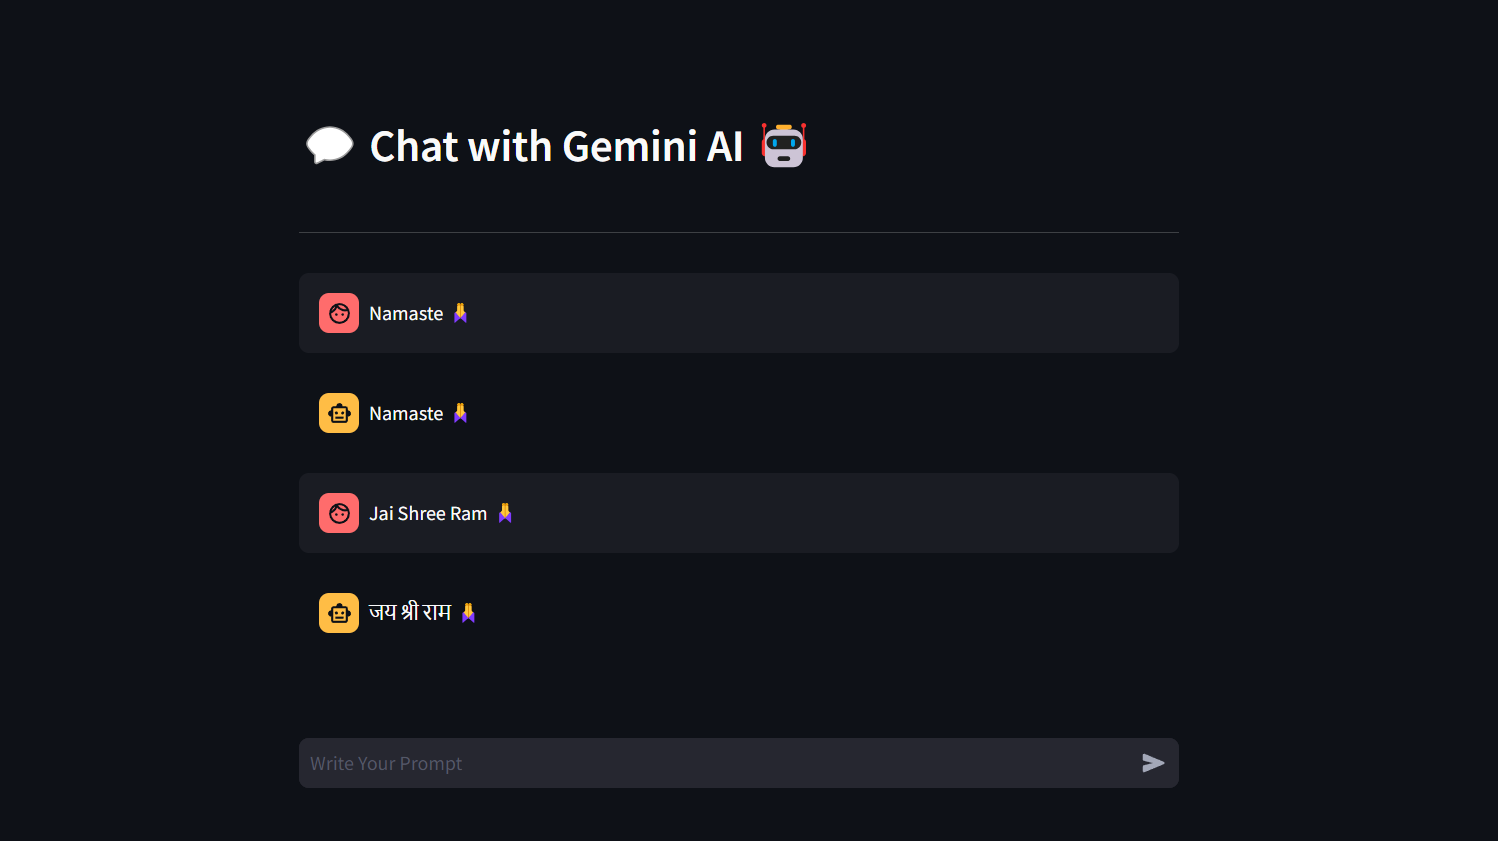 💬 Chat with Gemini AI 🤖
Namaste 🙏
Namaste 🙏
Jai Shree Ram 🙏
जय श्री राम 🙏
Write Your Prompt